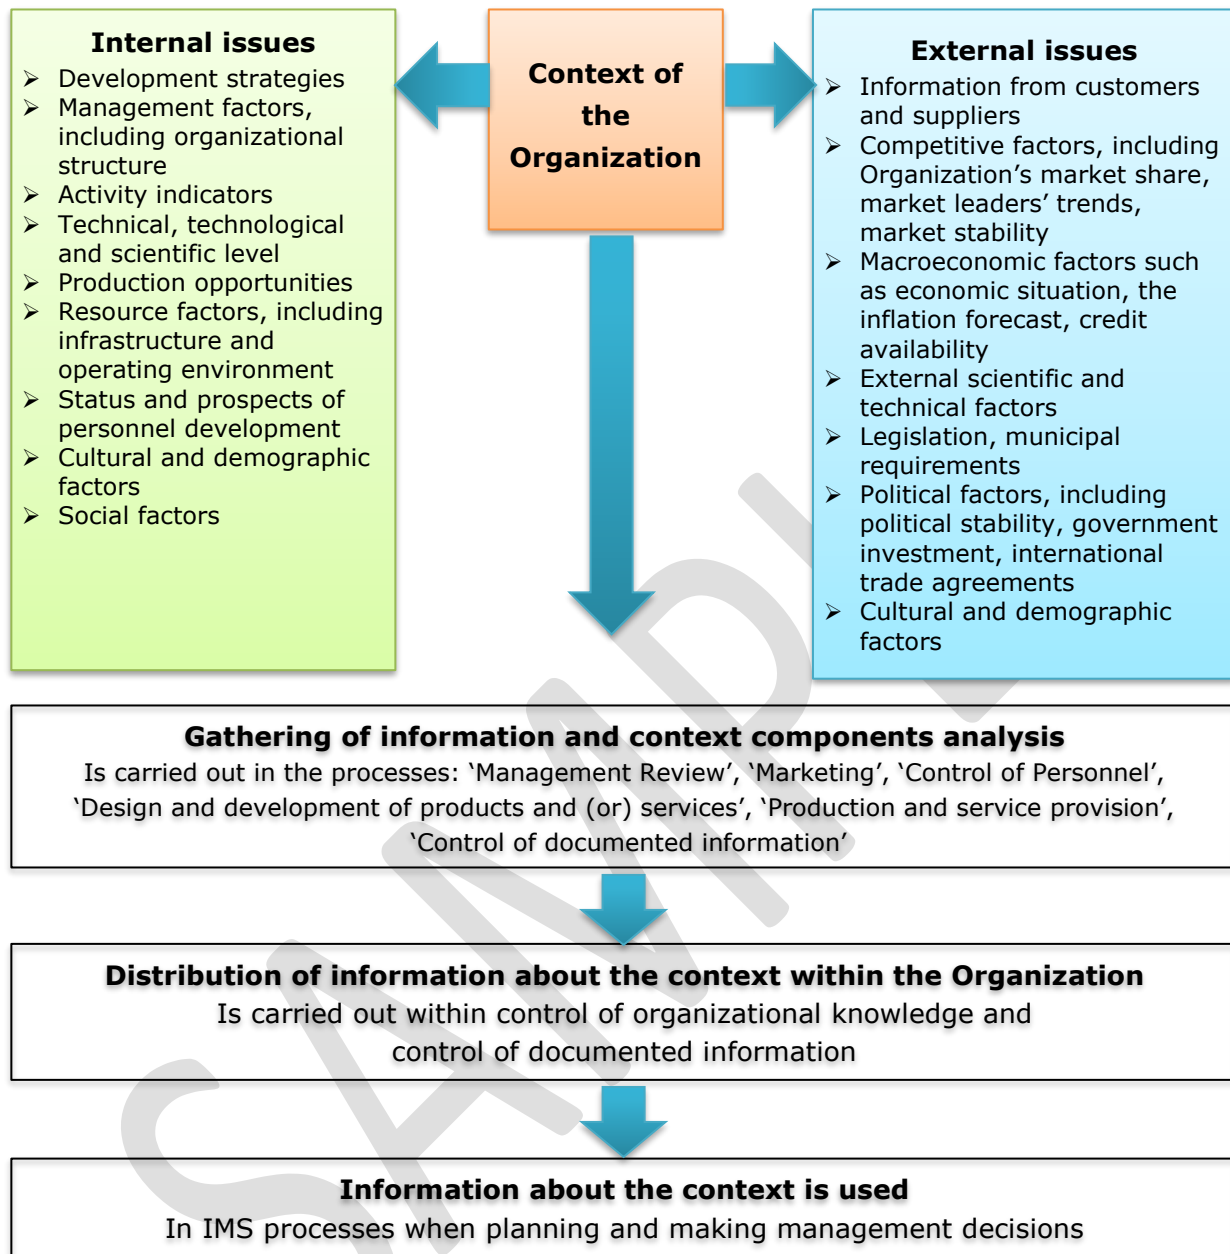 Internal issues
➢ Development strategies
➢ Management factors,
including organizational
structure
➢ Activity indicators
➢ Technical, technological
and scientific level
➢ Production opportunities
➢ Resource factors, including
infrastructure and
operating environment
➢ Status and prospects of
personnel development
➢ Cultural and demographic
factors
➢ Social factors
Context of
the
Organization
External issues
➢ Information from customers
and suppliers
➢ Competitive factors, including
Organization’s market share,
market leaders’ trends,
market stability
➢ Macroeconomic factors such
as economic situation, the
inflation forecast, credit
availability
➢ External scientific and
technical factors
➢ Legislation, municipal
requirements
➢ Political factors, including
political stability, government
investment, international
trade agreements
➢ Cultural and demographic
factors
Gathering of information and context components analysis
Is carried out in the processes: ‘Management Review’, ‘Marketing’, ‘Control of Personnel’,
‘Design and development of products and (or) services’, ‘Production and service provision’,
‘Control of documented information’
Distribution of information about the context within the Organization
Is carried out within control of organizational knowledge and
control of documented information
Information about the context is used
In IMS processes when planning and making management decisions
SAMPL